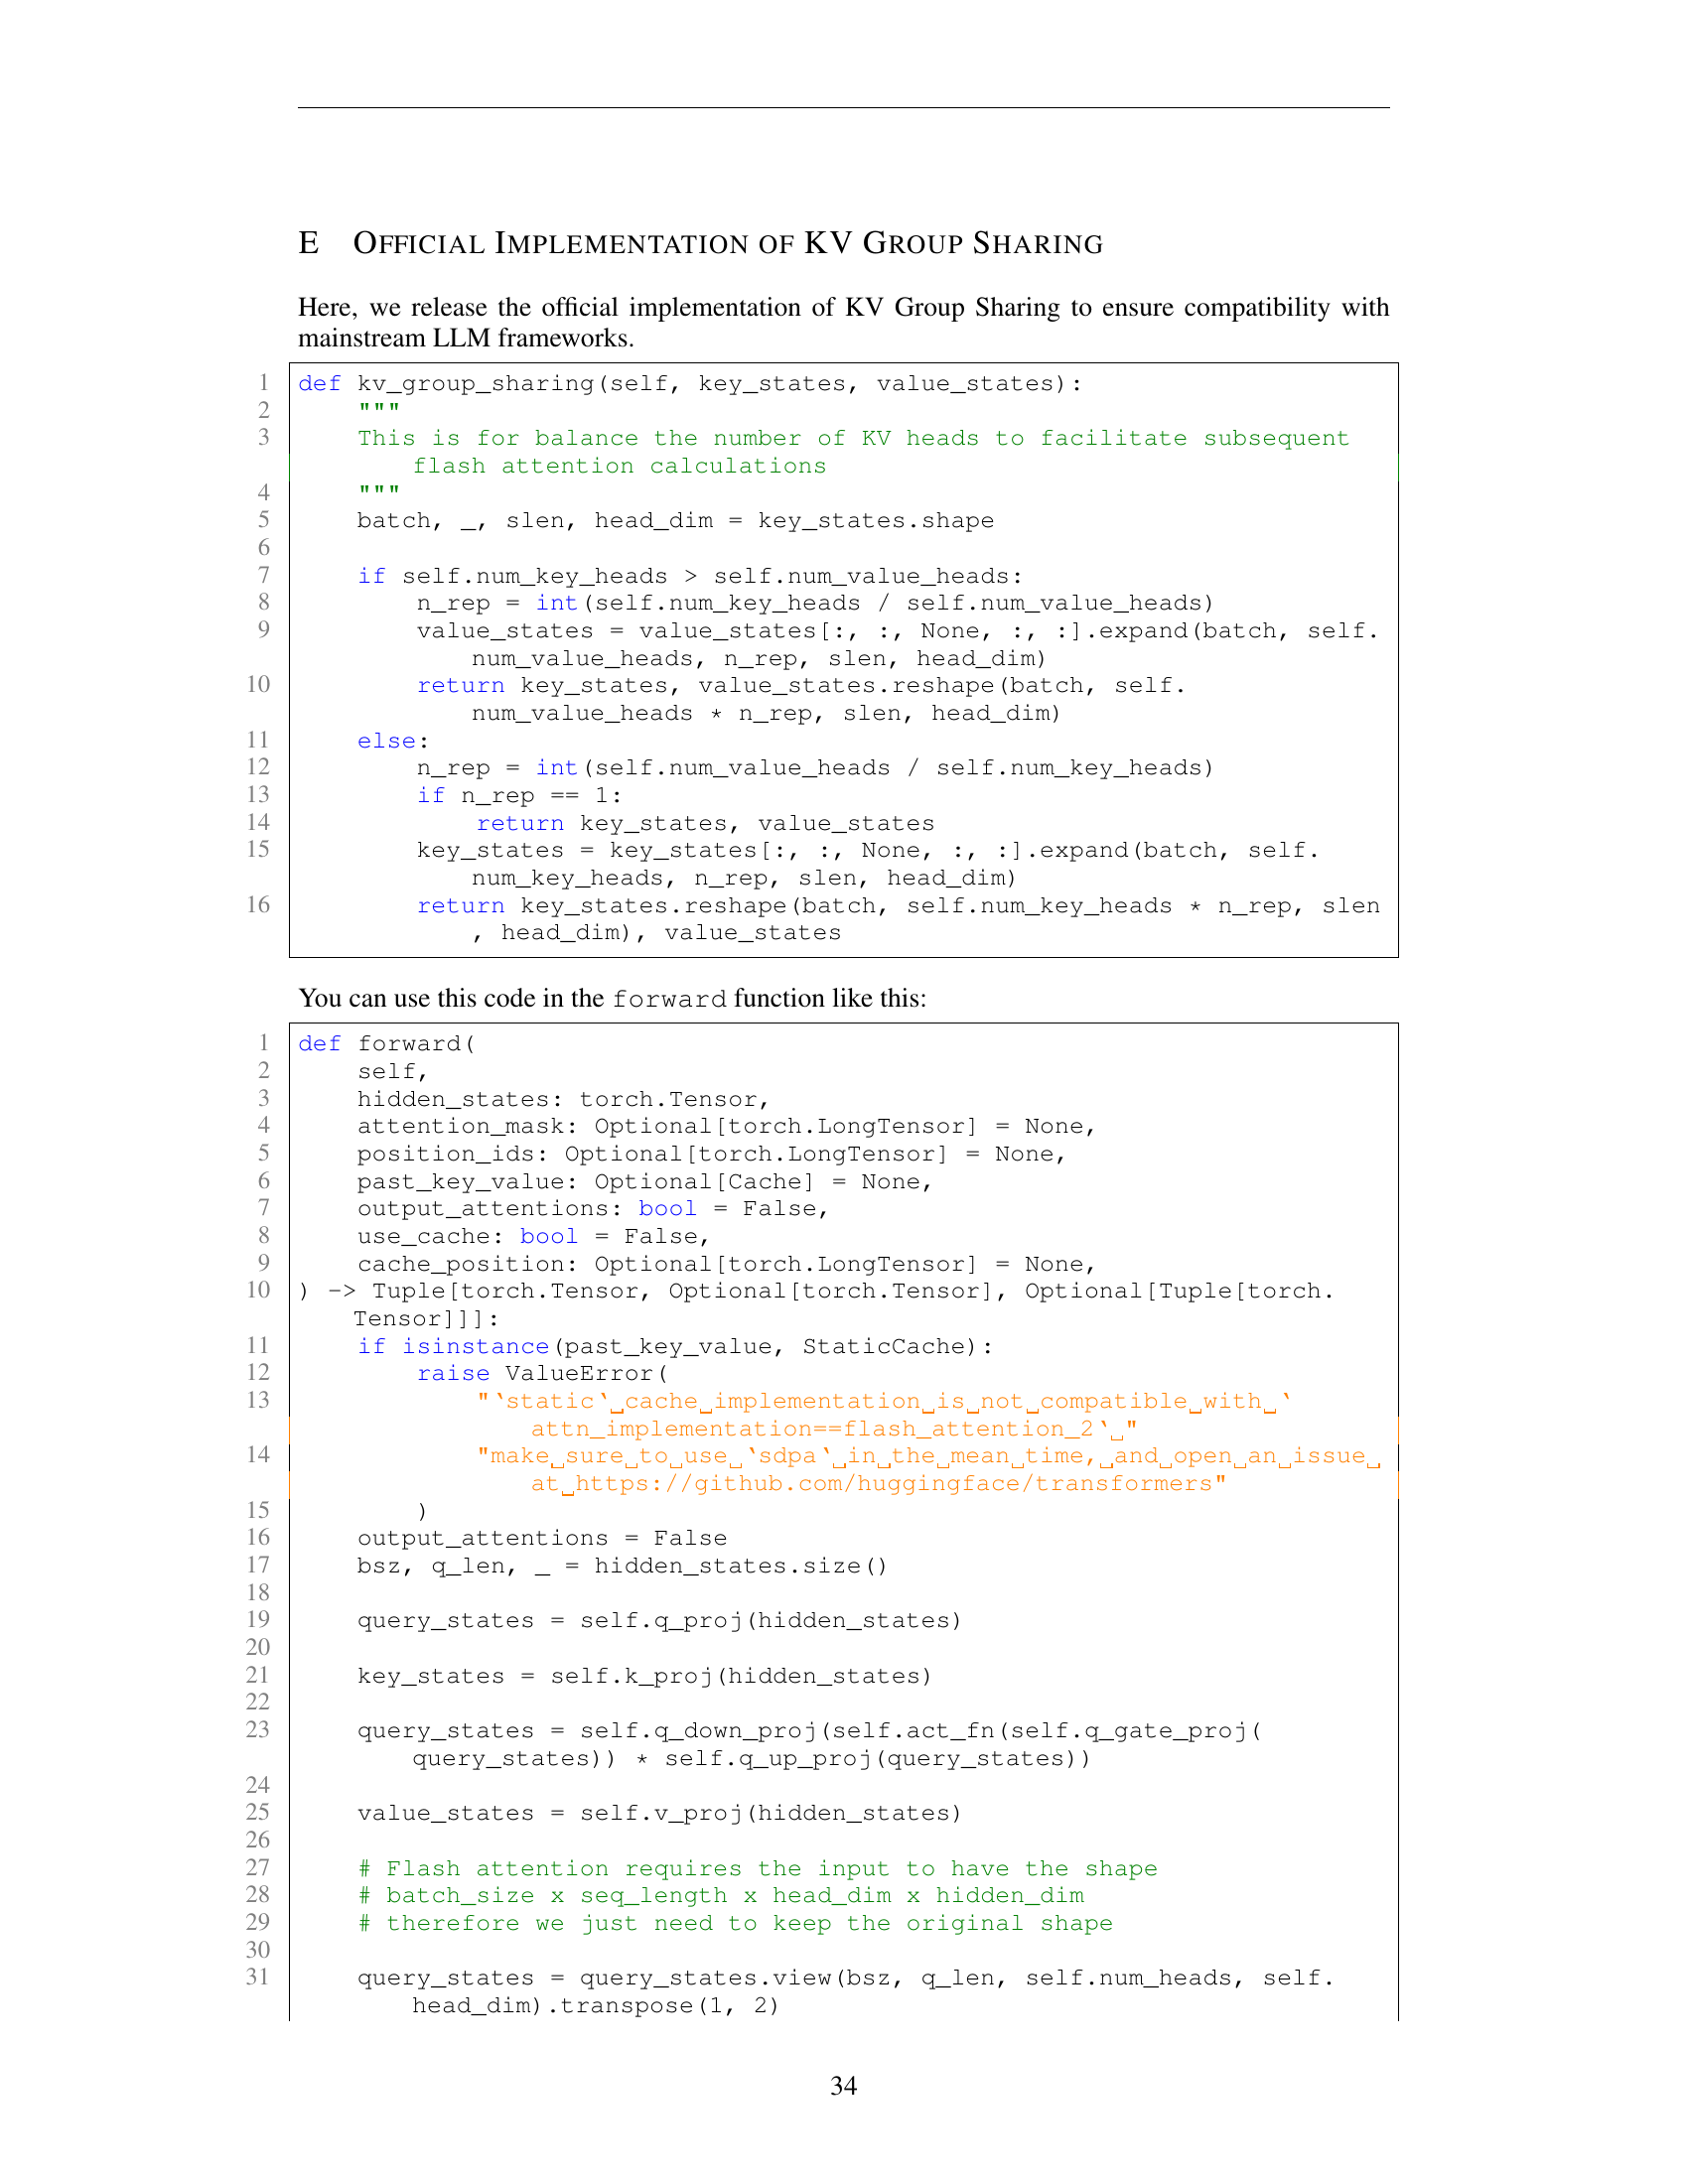 E OFFICIAL IMPLEMENTATION OF KV GROUP SHARING
Here, we release the official implementation of KV Group Sharing to ensure compatibility with
mainstream LLM frameworks.
1 def kv_group_sharing(self, key_states, value_states):
2     """
3     This is for balance the number of KV heads to facilitate subsequent
        flash attention calculations
4     """
5     batch, _, slen, head_dim = key_states.shape
6
7     if self.num_key_heads > self.num_value_heads:
8         n_rep = int(self.num_key_heads / self.num_value_heads)
9         value_states = value_states[:, :, None, :, :].expand(batch, self.
            num_value_heads, n_rep, slen, head_dim)
10         return key_states, value_states.reshape(batch, self.
            num_value_heads * n_rep, slen, head_dim)
11     else:
12         n_rep = int(self.num_value_heads / self.num_key_heads)
13         if n_rep == 1:
14             return key_states, value_states
15         key_states = key_states[:, :, None, :, :].expand(batch, self.
            num_key_heads, n_rep, slen, head_dim)
16         return key_states.reshape(batch, self.num_key_heads * n_rep, slen
            , head_dim), value_states
You can use this code in the forward function like this:
1 def forward(
2     self,
3     hidden_states: torch.Tensor,
4     attention_mask: Optional[torch.LongTensor] = None,
5     position_ids: Optional[torch.LongTensor] = None,
6     past_key_value: Optional[Cache] = None,
7     output_attentions: bool = False,
8     use_cache: bool = False,
9     cache_position: Optional[torch.LongTensor] = None,
10 ) -> Tuple[torch.Tensor, Optional[torch.Tensor], Optional[Tuple[torch.
    Tensor]]]:
11     if isinstance(past_key_value, StaticCache):
12         raise ValueError(
13             "‘static‘␣cache␣implementation␣is␣not␣compatible␣with␣‘
                attn_implementation==flash_attention_2‘␣"
14             "make␣sure␣to␣use␣‘sdpa‘␣in␣the␣mean␣time,␣and␣open␣an␣issue␣
                at␣https://github.com/huggingface/transformers"
15         )
16     output_attentions = False
17     bsz, q_len, _ = hidden_states.size()
18
19     query_states = self.q_proj(hidden_states)
20
21     key_states = self.k_proj(hidden_states)
22
23     query_states = self.q_down_proj(self.act_fn(self.q_gate_proj(
        query_states)) * self.q_up_proj(query_states))
24
25     value_states = self.v_proj(hidden_states)
26
27     # Flash attention requires the input to have the shape
28     # batch_size x seq_length x head_dim x hidden_dim
29     # therefore we just need to keep the original shape
30
31     query_states = query_states.view(bsz, q_len, self.num_heads, self.
        head_dim).transpose(1, 2)
34